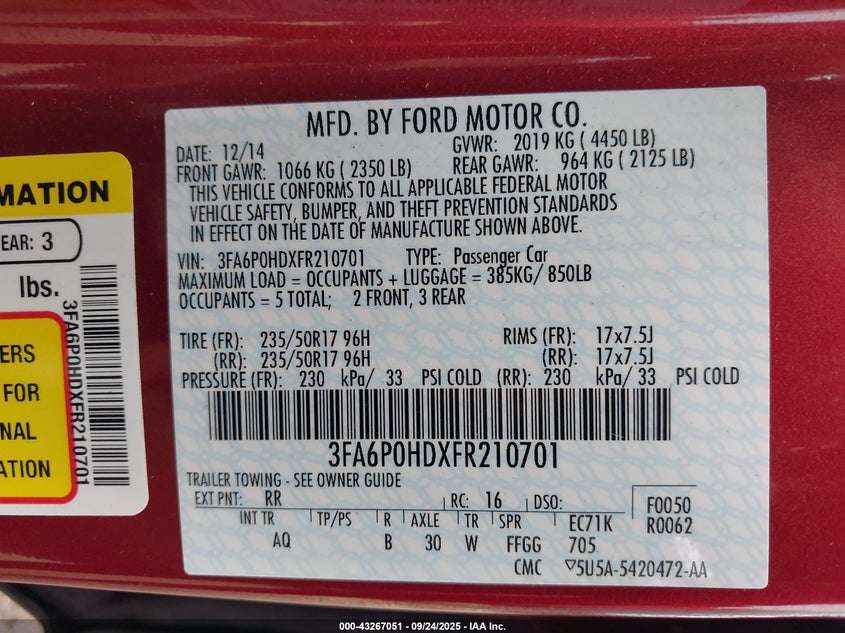 MATION
EAR: 3
lbs.
3FA6P0HDXFR210701
ERS
FOR
NAL
ATION
MFD. BY FORD MOTOR CO.
DATE: 12/14 GVWR: 2019 KG ( 4450 LB)
FRONT GAWR: 1066 KG ( 2350 LB) REAR GAWR: 964 KG ( 2125 LB)
THIS VEHICLE CONFORMS TO ALL APPLICABLE FEDERAL MOTOR
VEHICLE SAFETY, BUMPER, AND THEFT PREVENTION STANDARDS
IN EFFECT ON THE DATE OF MANUFACTURE SHOWN ABOVE.
VIN: 3FA6P0HDXFR210701 TYPE: Passenger Car
MAXIMUM LOAD = OCCUPANTS + LUGGAGE = 385KG/ 850LB
OCCUPANTS = 5 TOTAL; 2 FRONT, 3 REAR
TIRE (FR): 235/50R17 96H RIMS (FR): 17x7.5J
(RR): 235/50R17 96H (RR): 17x7.5J
PRESSURE (FR): 230 kPa/ 33 PSI COLD (RR): 230 kPa/ 33 PSI COLD
3FA6P0HDXFR210701
TRAILER TOWING - SEE OWNER GUIDE
EXT PNT: RR RC: 16 DSO: F0050
R0062
INT TR TP/PS R AXLE TR SPR EC71K
AQ B 30 W FFGG 705
CMC ▽5U5A-5420472-AA
000-43267051 - 09/24/2025 - IAA Inc.